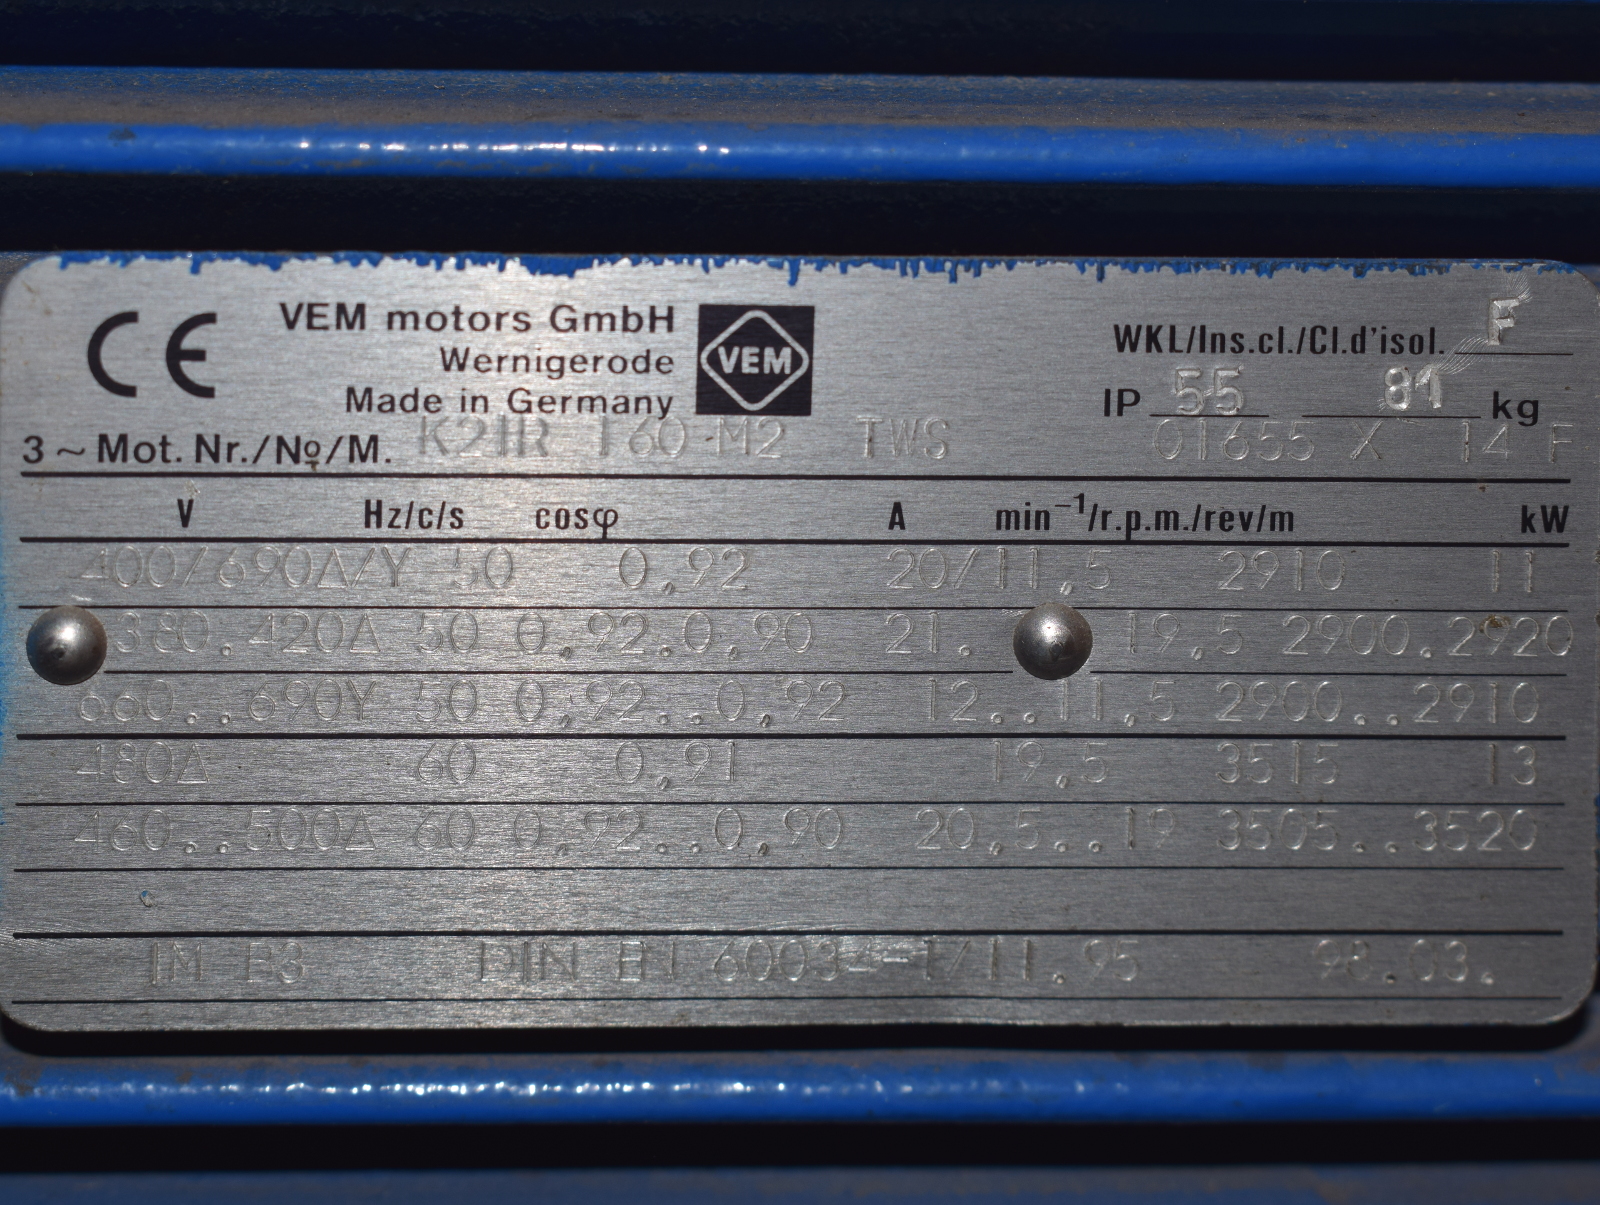 CE VEM motors GmbH VEM WKL/Ins.cl./Cl.d'isol. F
Wernigerode
Made in Germany IP 55 81 kg
3 ~ Mot. Nr./No/M. K21R 160 M2 TWS 01655 X 14 F
V Hz/c/s cosφ A min⁻¹/r.p.m./rev/m kW
400/690Δ/Y 50 0,92 20/11,5 2910 11
380..420Δ 50 0,92.0,90 21. 19,5 2900.2920
660..690Y 50 0,92..0,92 12..11,5 2900..2910
480Δ 60 0,91 19,5 3515 13
460..500Δ 60 0,92..0,90 20,5..19 3505..3520
IM B3 DIN 60034-1/11.95 98.03.